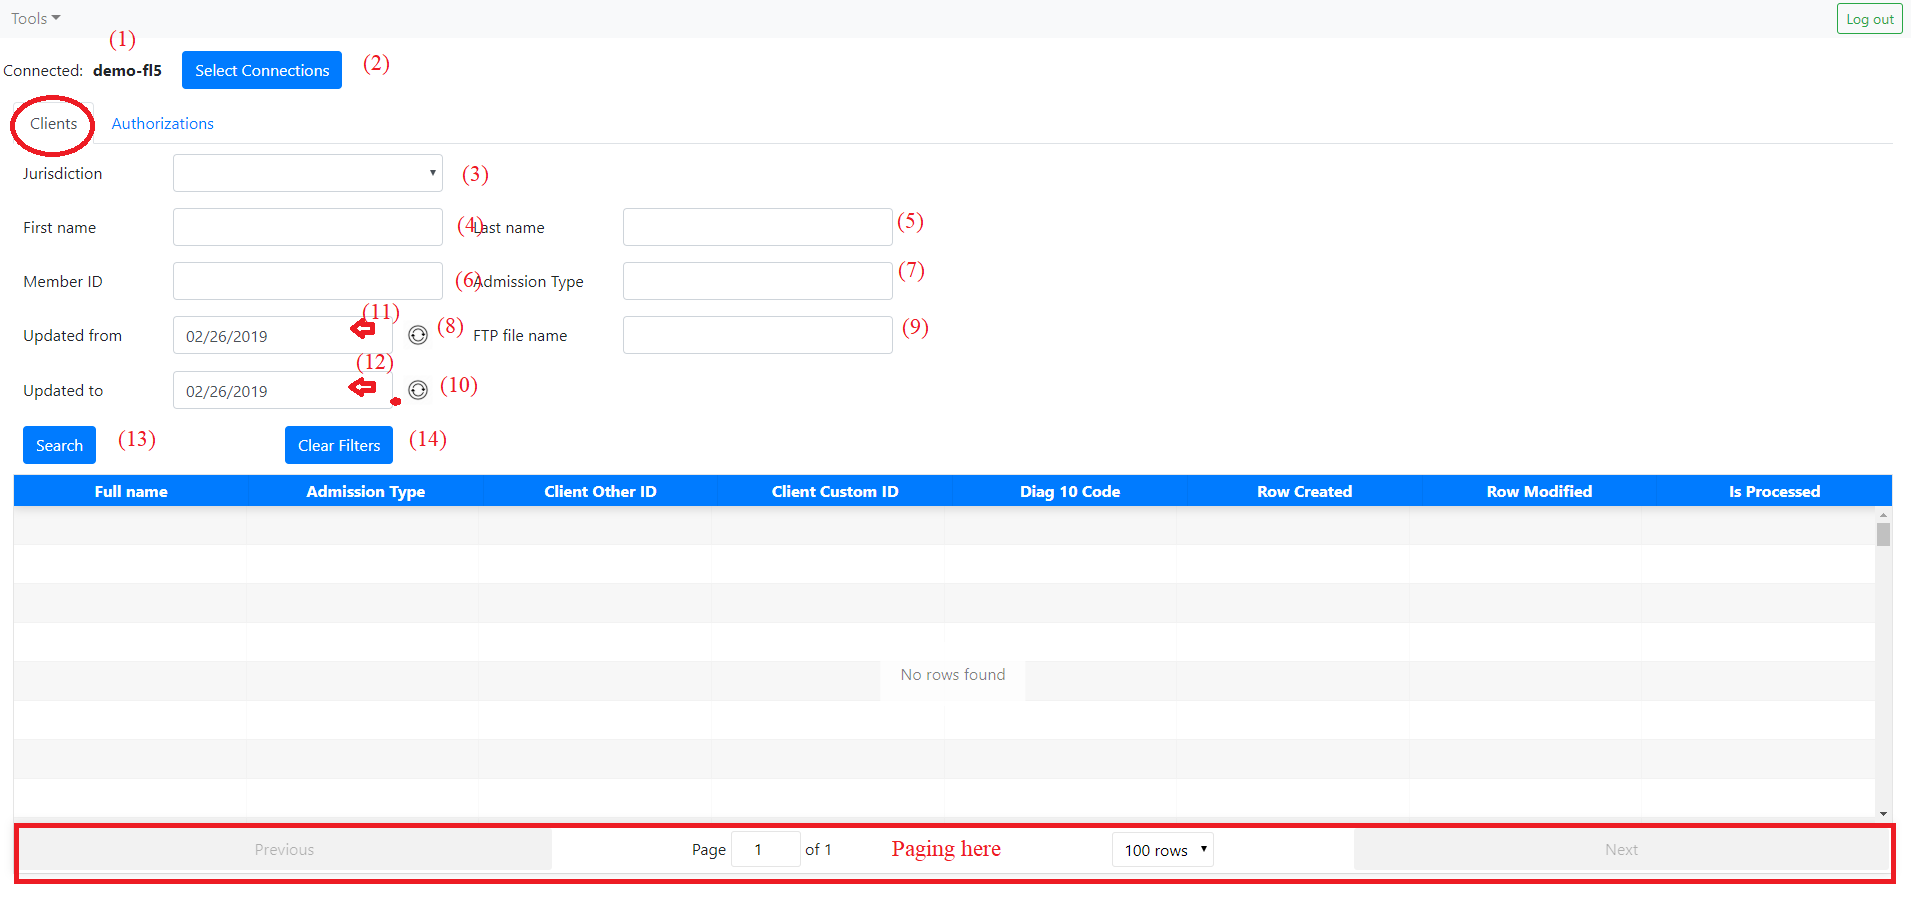 Tools Log out
(1)
Connected: demo-fl5 Select Connections (2)
Clients Authorizations
Jurisdiction (3)
First name (4) Last name (5)
Member ID (6) Admission Type (7)
(11)
Updated from 02/26/2019 (8) FTP file name (9)
(12)
Updated to 02/26/2019 (10)
Search (13) Clear Filters (14)
Full name Admission Type Client Other ID Client Custom ID Diag 10 Code Row Created Row Modified Is Processed
No rows found
Previous Page 1 of 1 Paging here 100 rows Next